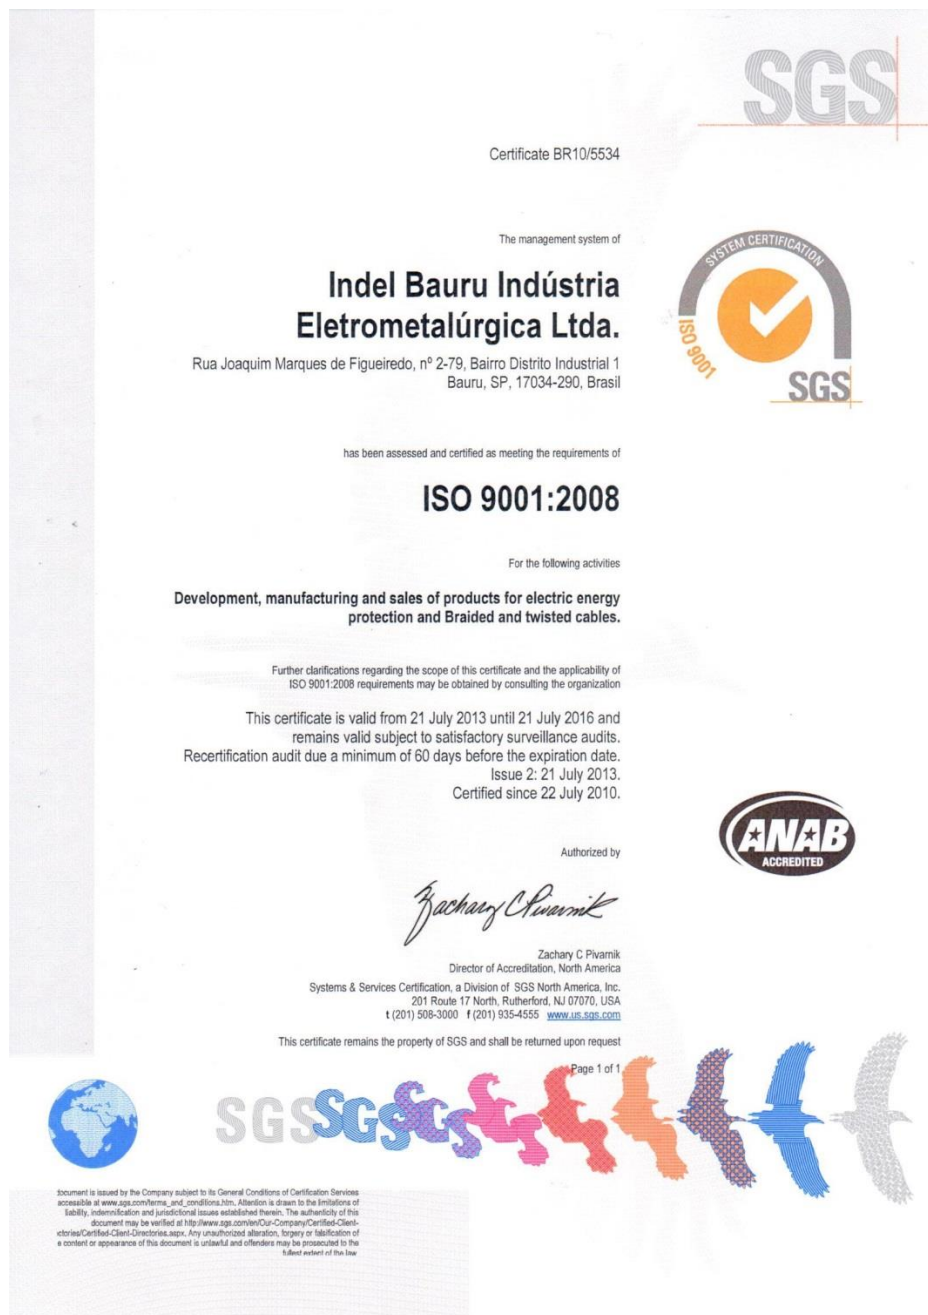 SGS
Certificate BR10/5534
The management system of
Indel Bauru Indústria
Eletrometalúrgica Ltda.
Rua Joaquim Marques de Figueiredo, nº 2-79, Bairro Distrito Industrial 1
Bauru, SP, 17034-290, Brasil
SYSTEM CERTIFICATION
ISO 9001
SGS
has been assessed and certified as meeting the requirements of
ISO 9001:2008
For the following activities
Development, manufacturing and sales of products for electric energy
protection and Braided and twisted cables.
Further clarifications regarding the scope of this certificate and the applicability of
ISO 9001:2008 requirements may be obtained by consulting the organization
This certificate is valid from 21 July 2013 until 21 July 2016 and
remains valid subject to satisfactory surveillance audits.
Recertification audit due a minimum of 60 days before the expiration date.
Issue 2: 21 July 2013.
Certified since 22 July 2010.
ANAB
ACCREDITED
Authorized by
Zachary C Pivarnik
Zachary C Pivarnik
Director of Accreditation, North America
Systems & Services Certification, a Division of SGS North America, Inc.
201 Route 17 North, Rutherford, NJ 07070, USA
t (201) 508-3000 f (201) 935-4555 www.us.sgs.com
This certificate remains the property of SGS and shall be returned upon request
Page 1 of 1
SGSSGSSGS
document is issued by the Company subject to its General Conditions of Certification Services
accessible at www.sgs.com/terms_and_conditions.htm. Attention is drawn to the limitations of
liability, indemnification and jurisdictional issues established therein. The authenticity of this
document may be verified at http://www.sgs.com/en/Our-Company/Certified-Client-
ctories/Certified-Client-Directories.aspx. Any unauthorized alteration, forgery or falsification of
e content or appearance of this document is unlawful and offenders may be prosecuted to the
fullest extent of the law